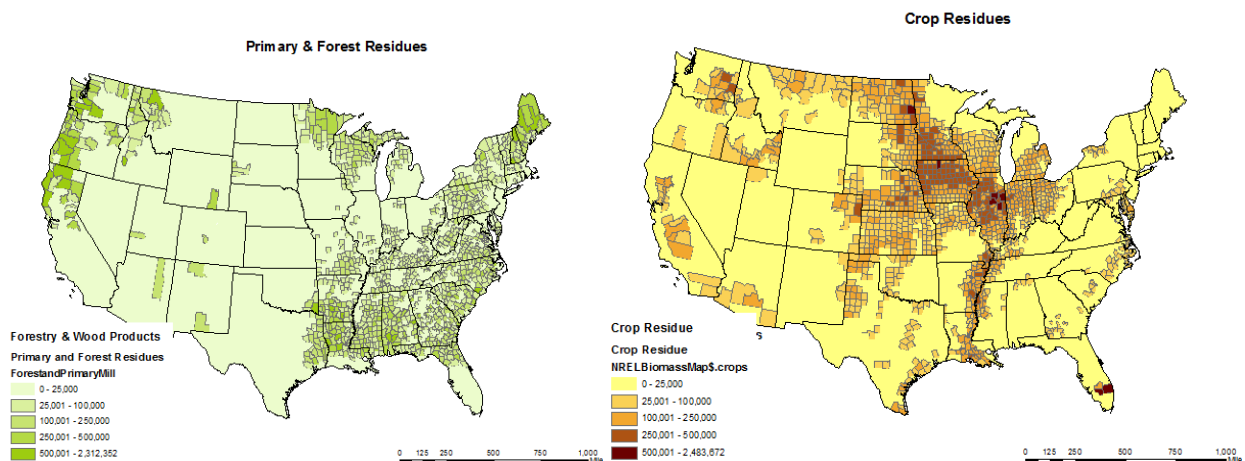 Primary & Forest Residues
Forestry & Wood Products
Primary and Forest Residues
ForestandPrimaryMill
0 - 25,000
25,001 - 100,000
100,001 - 250,000
250,001 - 500,000
500,001 - 2,312,352
0 125 250 500 750 1,000
Crop Residues
s
Crop Residue
Crop Residue
NRELBiomassMap$.crops
0 - 25,000
25,001 - 100,000
100,001 - 250,000
250,001 - 500,000
500,001 - 2,483,672
0 125 250 500 750 1,000